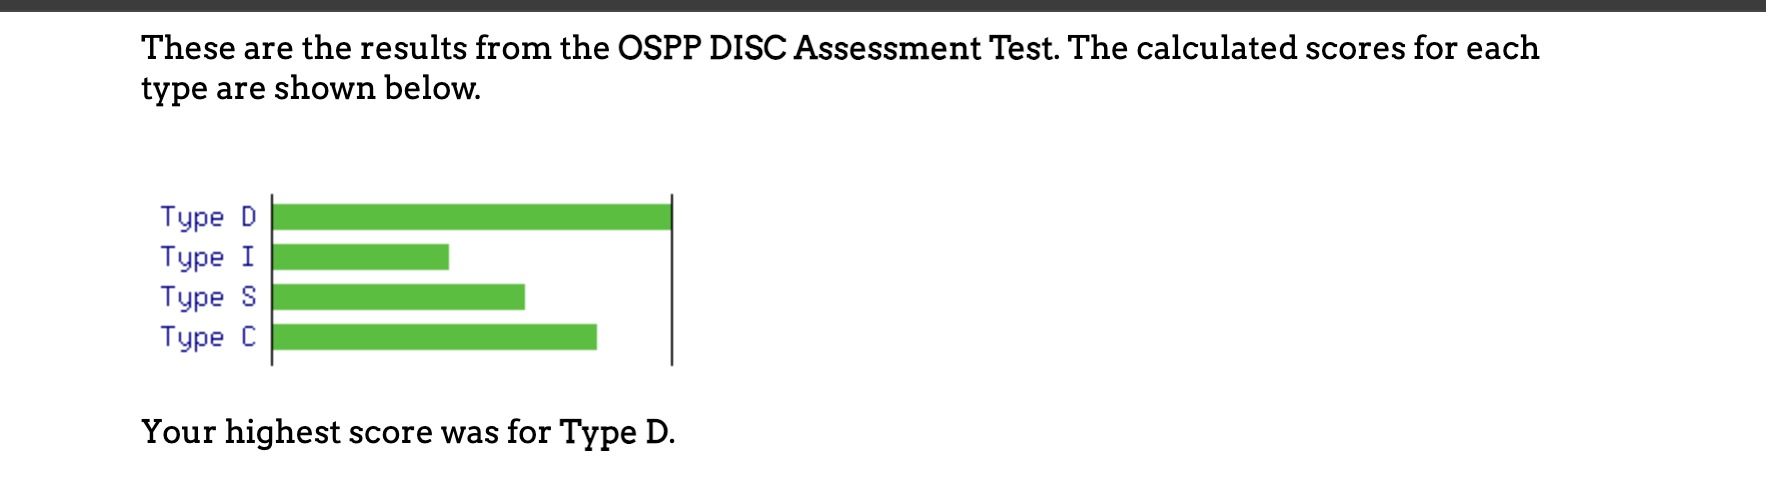 These are the results from the OSPP DISC Assessment Test. The calculated scores for each
type are shown below.
Type D
Type I
Type S
Type C
Your highest score was for Type D.